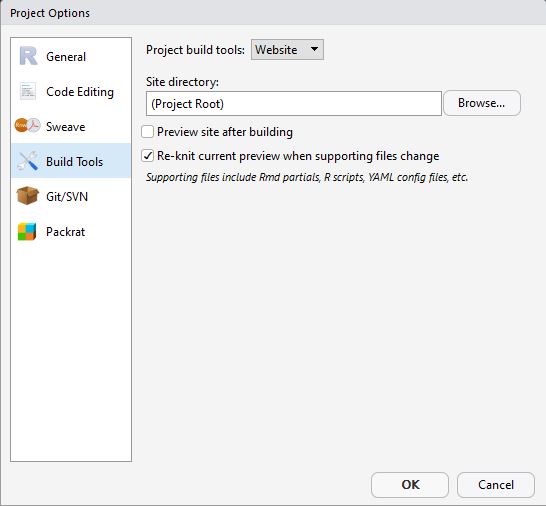 Project Options
General
Code Editing
Sweave
Build Tools
Git/SVN
Packrat
Project build tools: Website
Site directory:
(Project Root) Browse...
Preview site after building
Re-knit current preview when supporting files change
Supporting files include Rmd partials, R scripts, YAML config files, etc.
OK Cancel